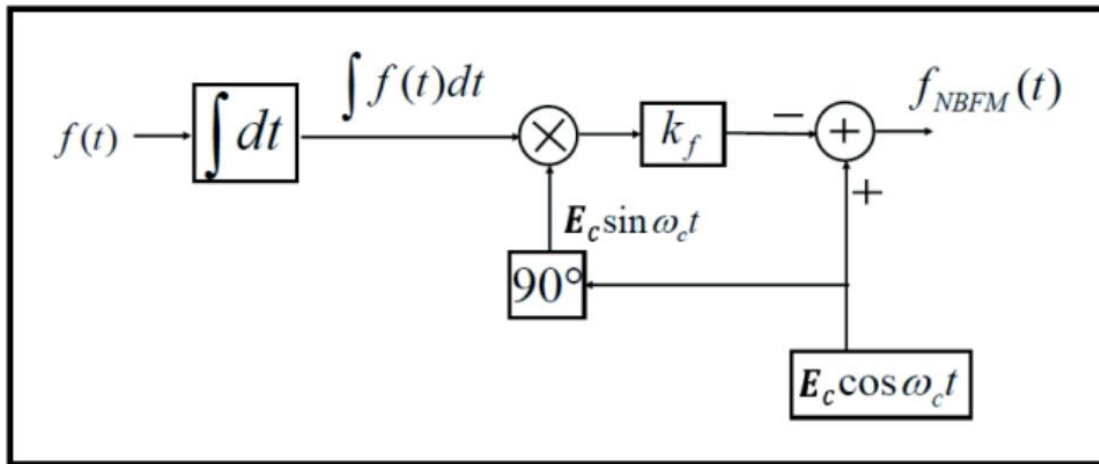 ∫ f(t)dt
f_NBFM(t)
f(t)
∫ dt
×
k_f
−
+
+
E_c sin ω_c t
90°
E_c cos ω_c t